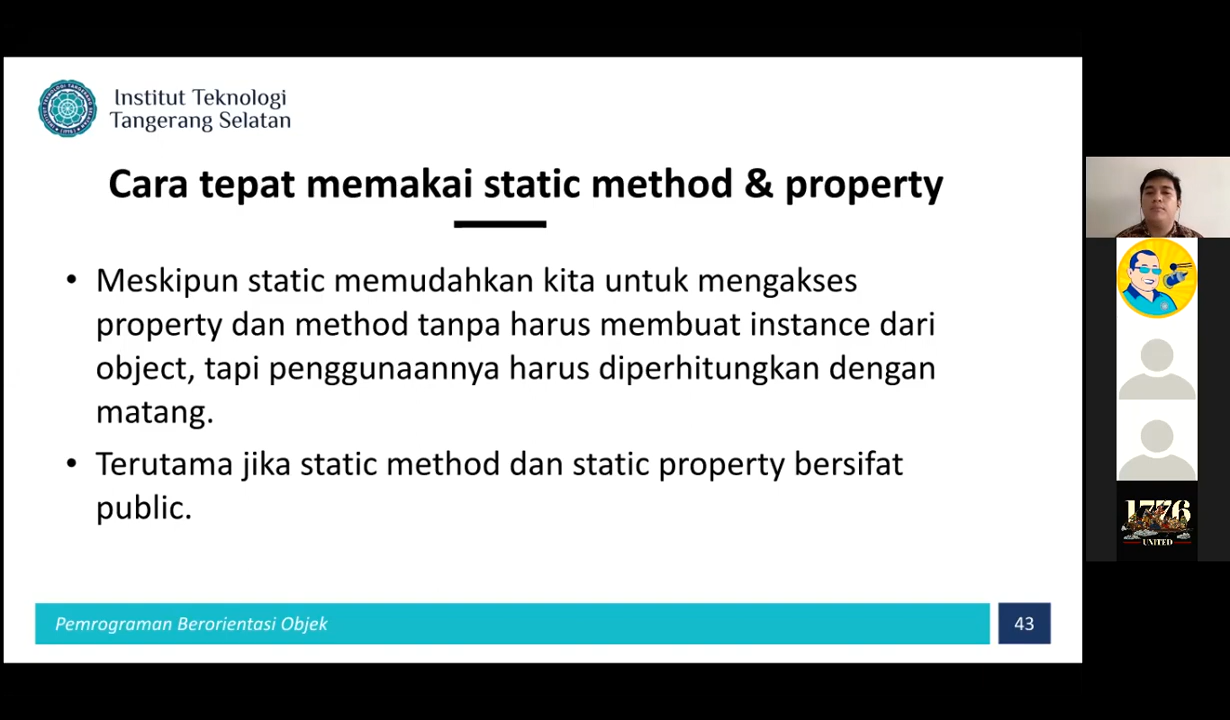 Institut Teknologi
Tangerang Selatan
Cara tepat memakai static method & property
• Meskipun static memudahkan kita untuk mengakses
property dan method tanpa harus membuat instance dari
object, tapi penggunaannya harus diperhitungkan dengan
matang.
• Terutama jika static method dan static property bersifat
public.
Pemrograman Berorientasi Objek
43
1776
UNITED